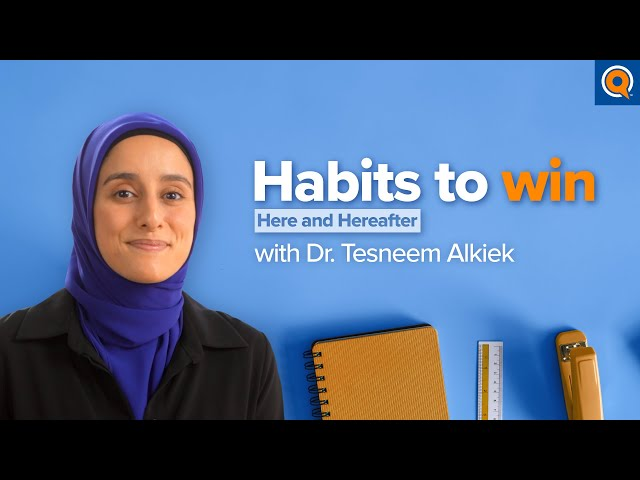 Habits to win
Here and Hereafter
with Dr. Tesneem Alkiek